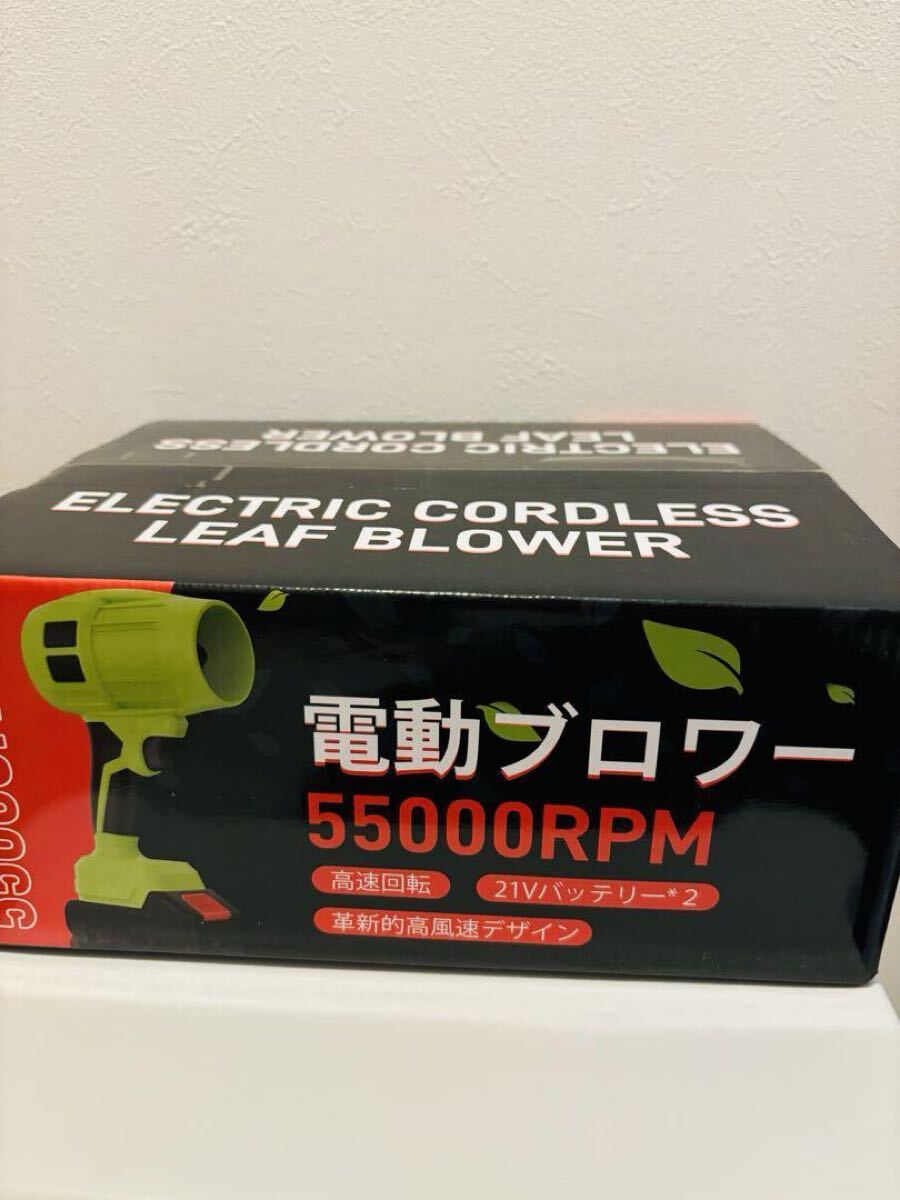 ELECTRIC CORDLESS
LEAF BLOWER
ELECTRIC CORDLESS
LEAF BLOWER
電動ブロワー
55000RPM
高速回転
21Vバッテリー*2
革新的高風速デザイン